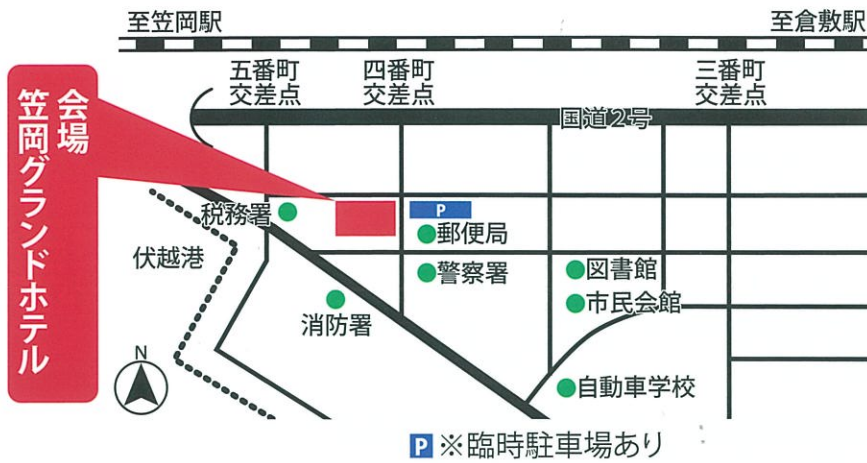 至笠岡駅
至倉敷駅
五番町
交差点
四番町
交差点
三番町
交差点
国道2号
会場
笠岡グランドホテル
税務署
P
郵便局
伏越港
警察署
図書館
消防署
市民会館
N
自動車学校
P ※臨時駐車場あり